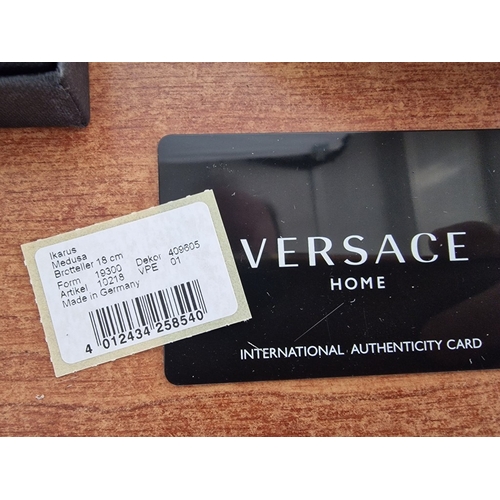 Ikarus
Medusa
Brotteller 18 cm
Form 19300 Dekor 409605
Artikel 10218 VPE 01
Made in Germany
4 012434 258540
VERSACE
HOME
INTERNATIONAL AUTHENTICITY CARD